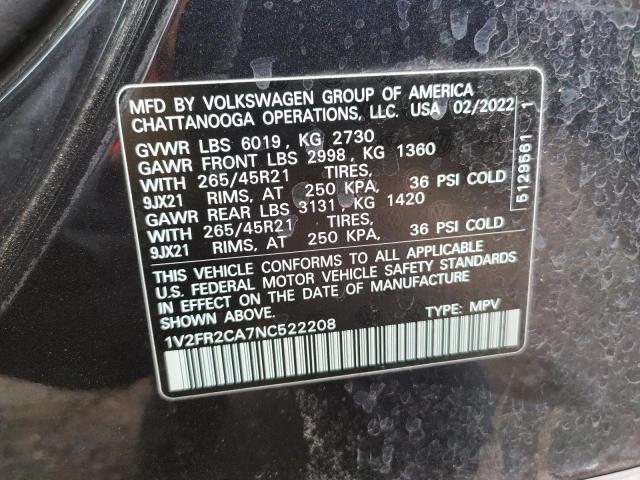 MFD BY VOLKSWAGEN GROUP OF AMERICA
CHATTANOOGA OPERATIONS, LLC. USA 02/2022
GVWR LBS 6019, KG 2730
GAWR FRONT LBS 2998, KG 1360
WITH 265/45R21 TIRES,
9JX21 RIMS, AT 250 KPA, 36 PSI COLD
GAWR REAR LBS 3131, KG 1420
WITH 265/45R21 TIRES,
9JX21 RIMS, AT 250 KPA, 36 PSI COLD
THIS VEHICLE CONFORMS TO ALL APPLICABLE
U.S. FEDERAL MOTOR VEHICLE SAFETY STANDARDS
IN EFFECT ON THE DATE OF MANUFACTURE
SHOWN ABOVE.
1V2FR2CA7NC522208 TYPE: MPV
5129561 1